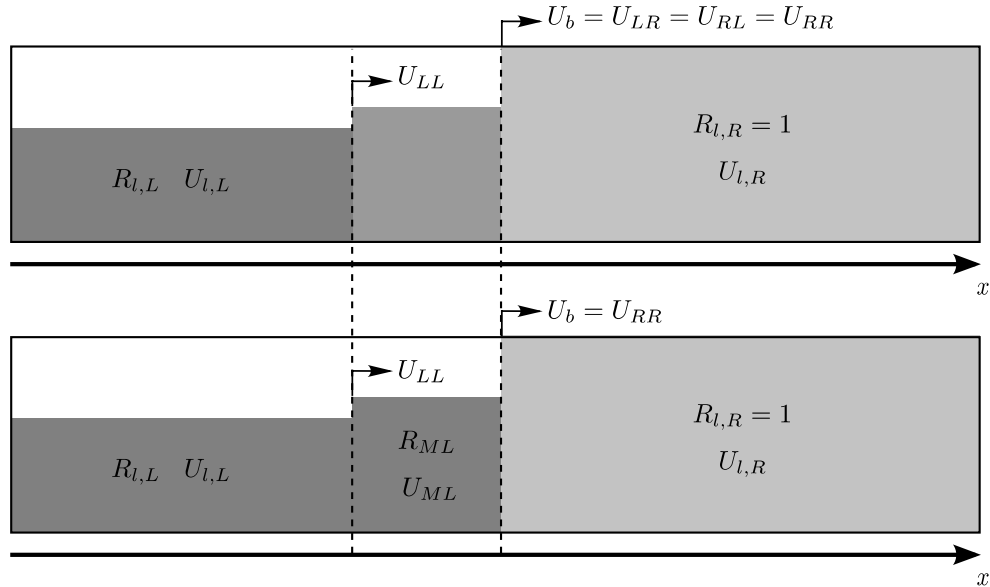 U_b = U_{LR} = U_{RL} = U_{RR}
U_{LL}
R_{l,R} = 1
R_{l,L} U_{l,L}
U_{l,R}
x
U_b = U_{RR}
U_{LL}
R_{l,R} = 1
R_{ML}
R_{l,L} U_{l,L}
U_{l,R}
U_{ML}
x